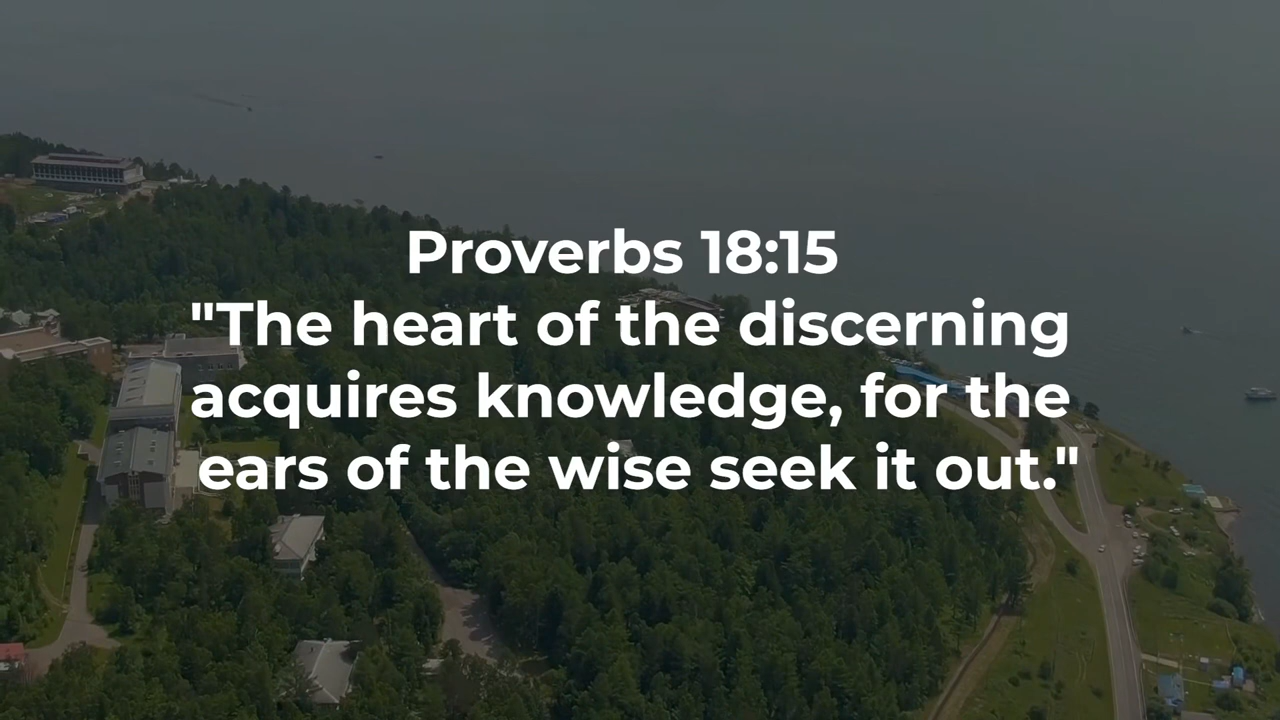 Proverbs 18:15
"The heart of the discerning
acquires knowledge, for the
ears of the wise seek it out."